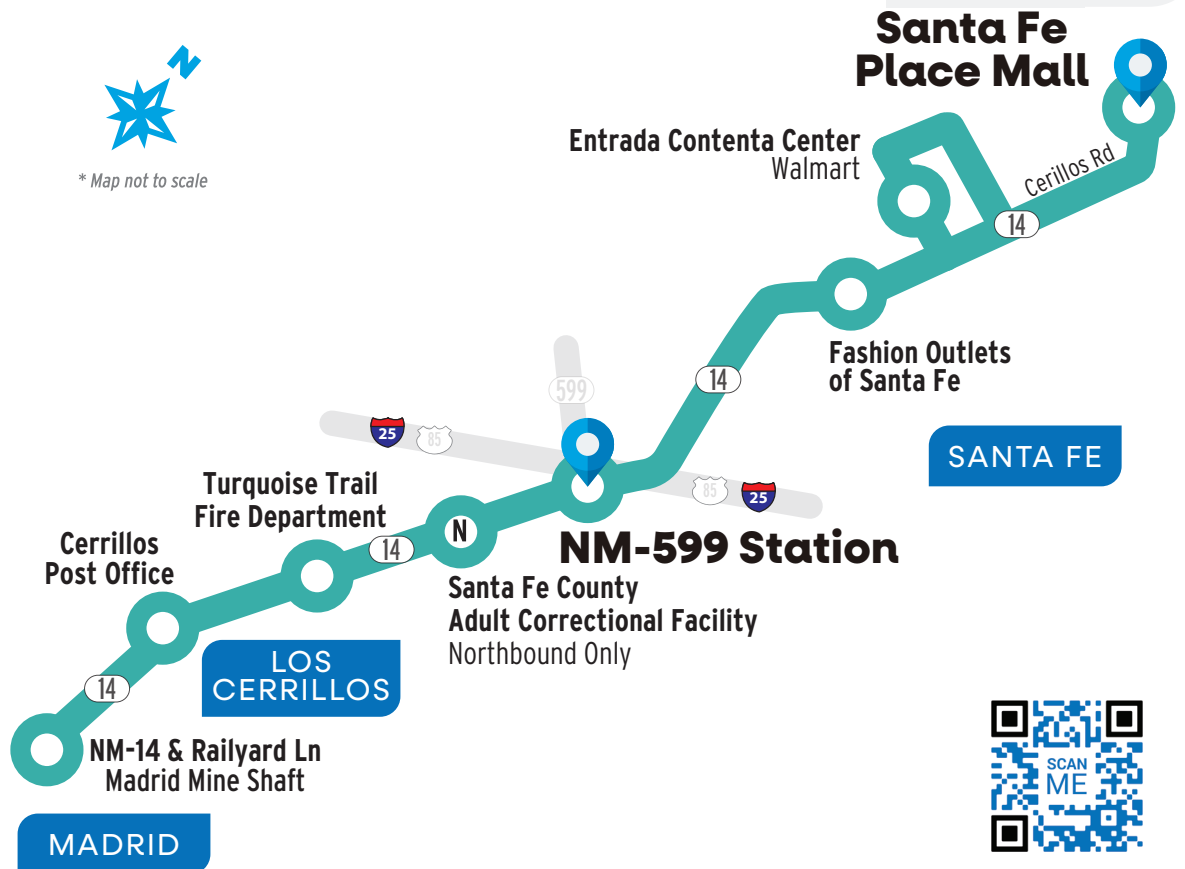 Santa Fe
Place Mall
N
* Map not to scale
Entrada Contenta Center
Walmart
Cerillos Rd
14
Fashion Outlets
of Santa Fe
14
599
25
85
SANTA FE
85
25
Turquoise Trail
Fire Department
N
14
NM-599 Station
Cerrillos
Post Office
Santa Fe County
Adult Correctional Facility
Northbound Only
LOS
CERRILLOS
14
NM-14 & Railyard Ln
Madrid Mine Shaft
SCAN
ME
MADRID